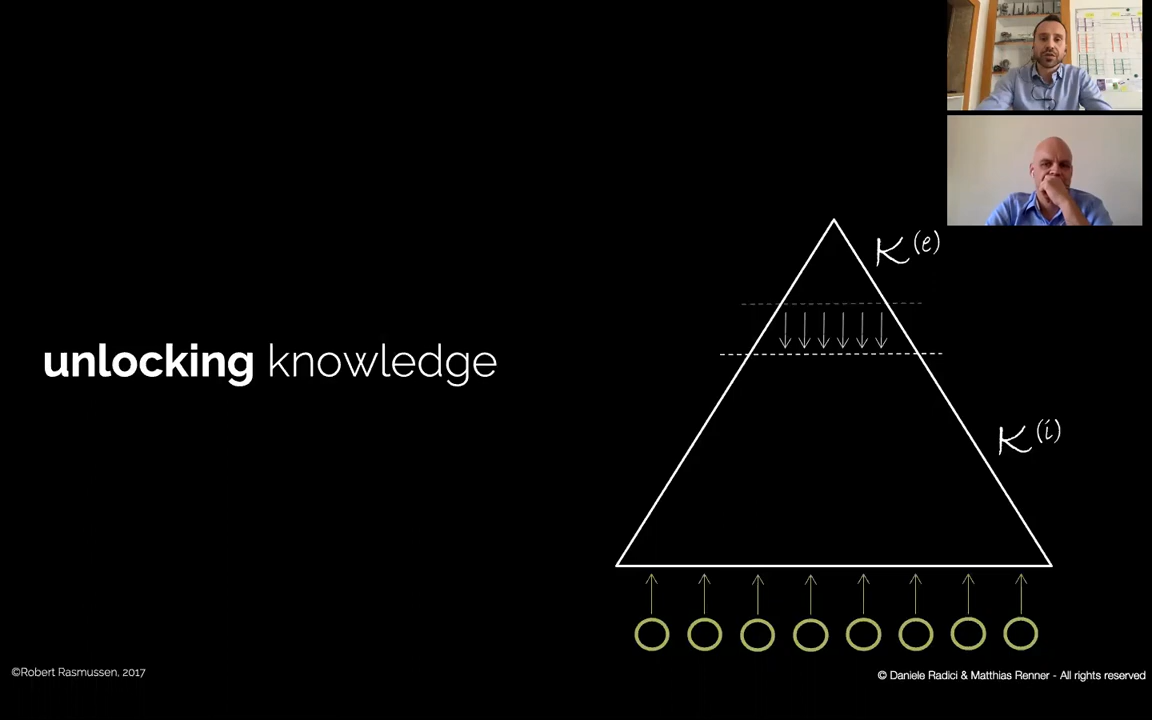 K(e)
unlocking knowledge
K(i)
©Robert Rasmussen, 2017
© Daniele Radici & Matthias Renner - All rights reserved